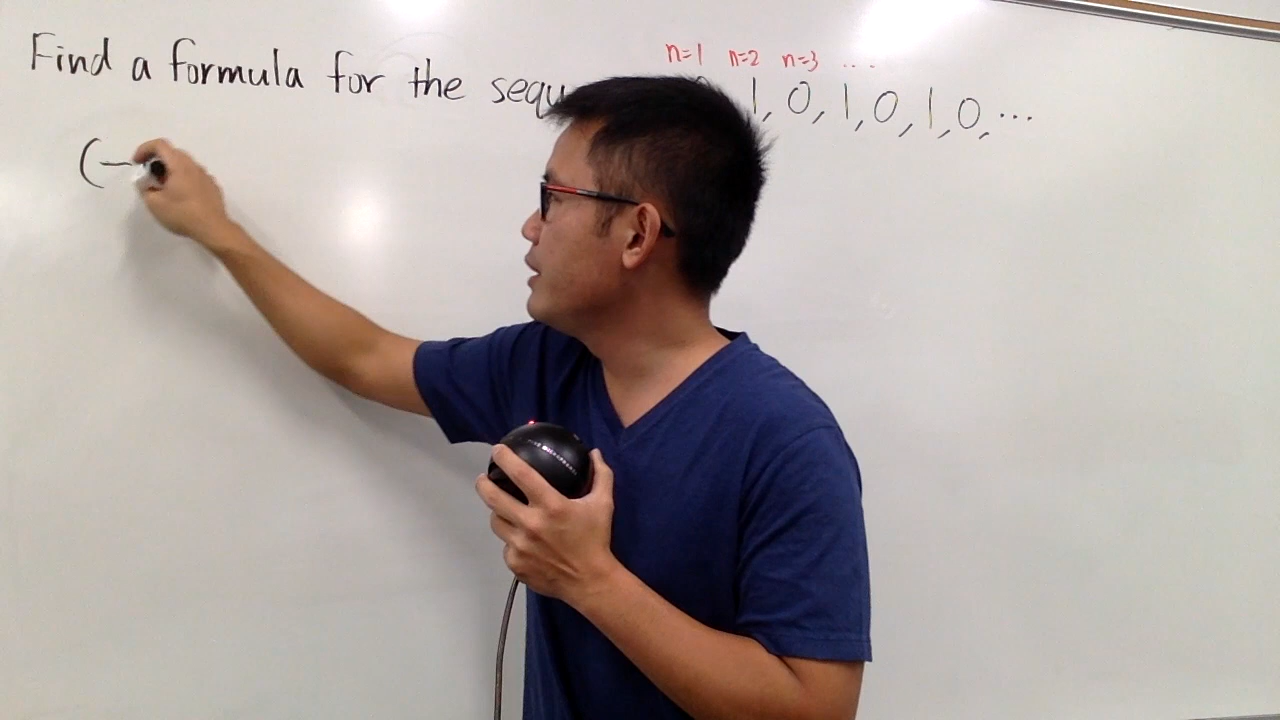 n=1 n=2 n=3 ...
Find a formula for the sequ 1, 0, 1, 0, 1, 0, ...
(-